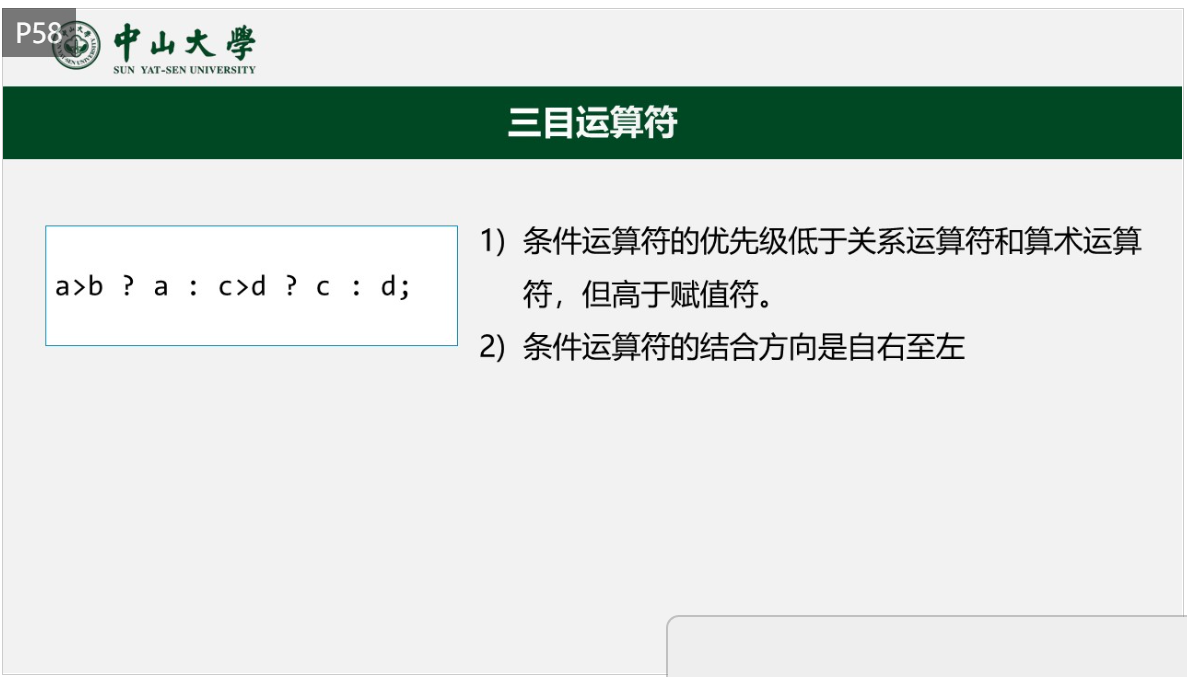 P58
中山大學
SUN YAT-SEN UNIVERSITY
三目运算符
a>b ? a : c>d ? c : d;
1) 条件运算符的优先级低于关系运算符和算术运算
符，但高于赋值符。
2) 条件运算符的结合方向是自右至左